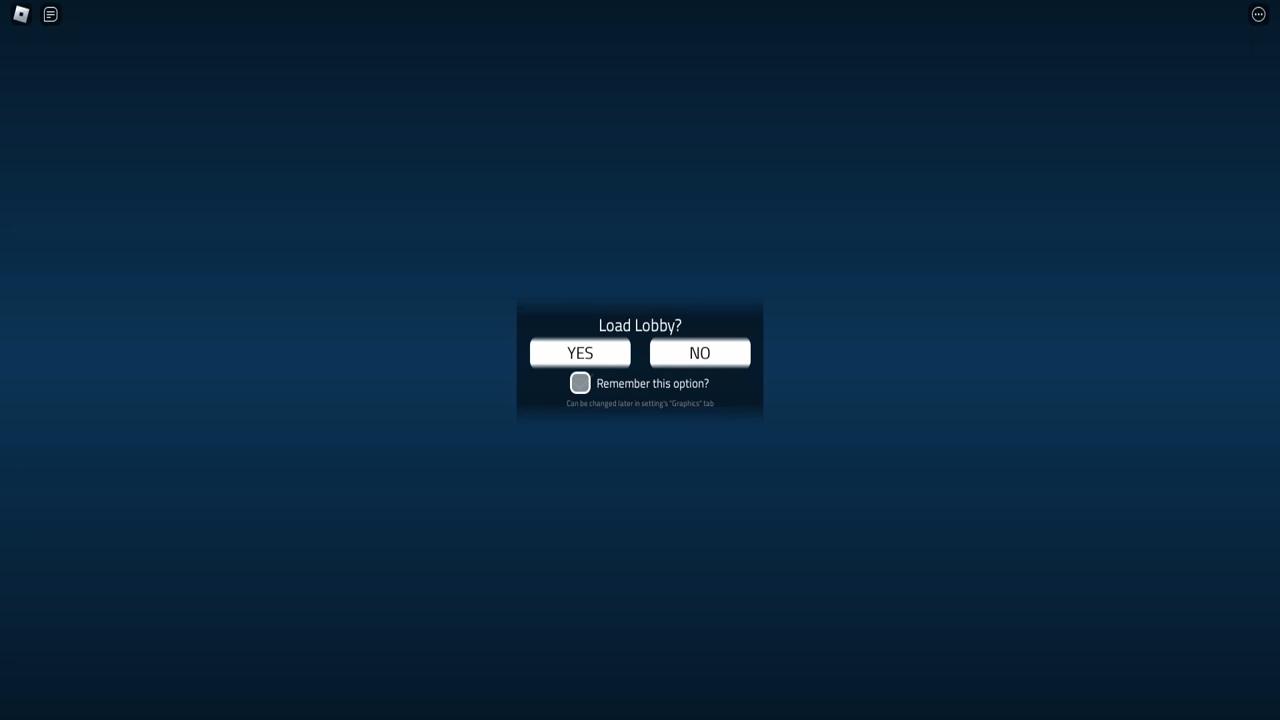 Load Lobby?
YES
NO
Remember this option?
Can be changed later in setting's "Graphics" tab